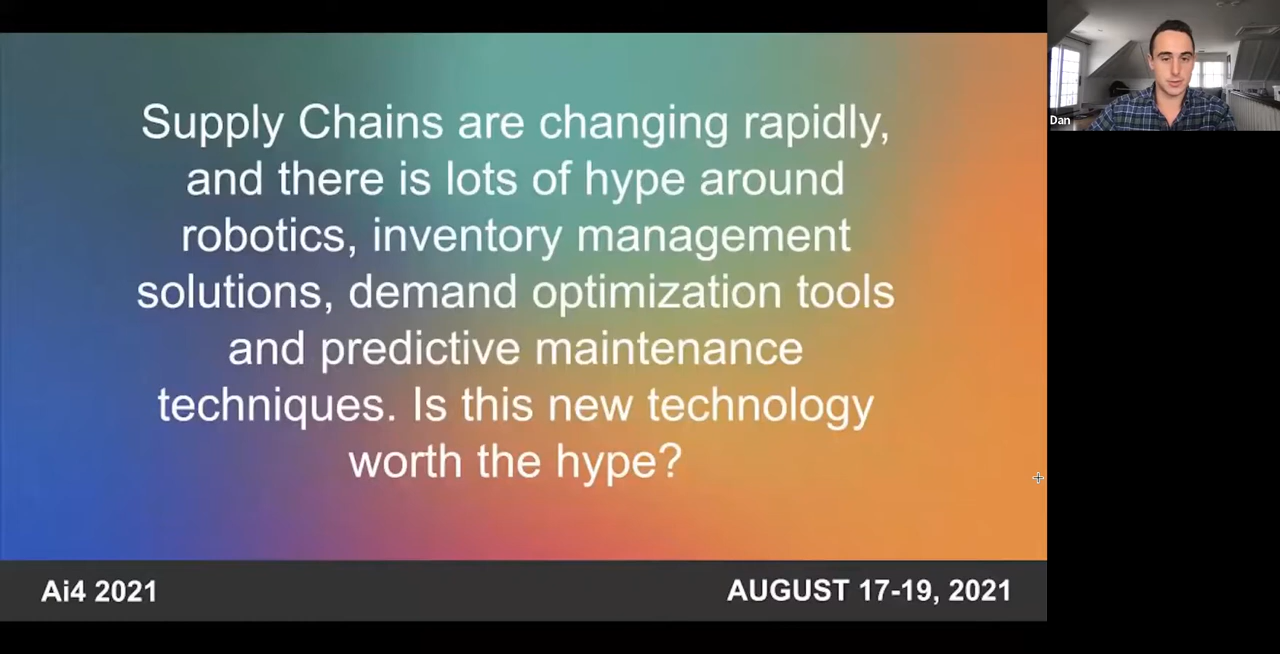 Supply Chains are changing rapidly,
and there is lots of hype around
robotics, inventory management
solutions, demand optimization tools
and predictive maintenance
techniques. Is this new technology
worth the hype?
Ai4 2021
AUGUST 17-19, 2021
Dan